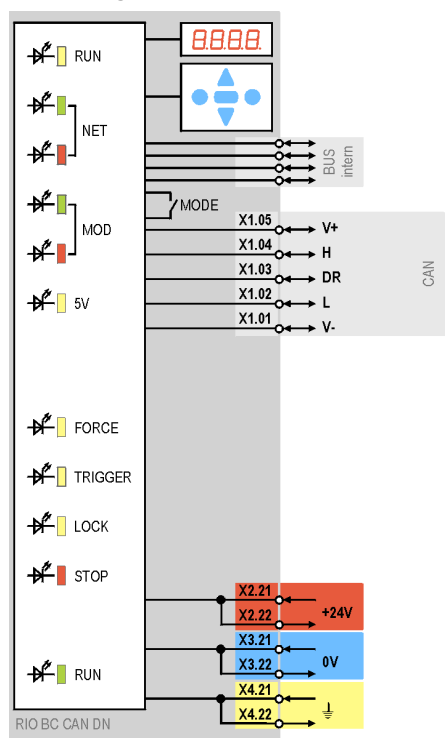 8.8.8.8.
RUN
NET
BUS
intern
MODE
MOD
X1.05 V+
X1.04 H
X1.03 DR
CAN
X1.02 L
5V
X1.01 V-
FORCE
TRIGGER
LOCK
STOP
X2.21
+24V
X2.22
X3.21
0V
X3.22
RUN
X4.21
X4.22
RIO BC CAN DN